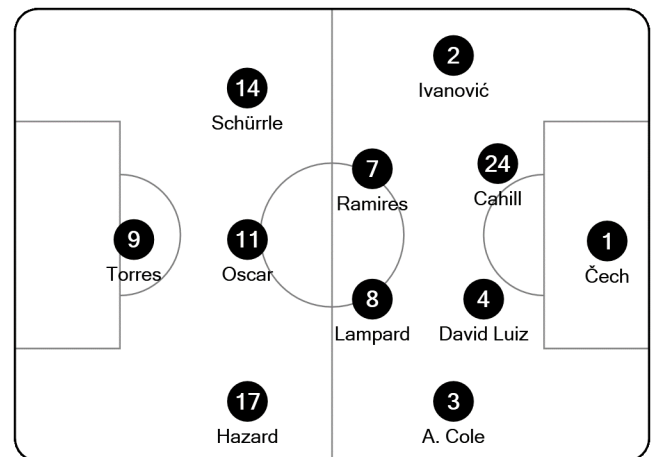 2
Ivanović
14
Schürrle
24
Cahill
7
Ramires
9
Torres
11
Oscar
1
Čech
8
Lampard
4
David Luiz
17
Hazard
3
A. Cole